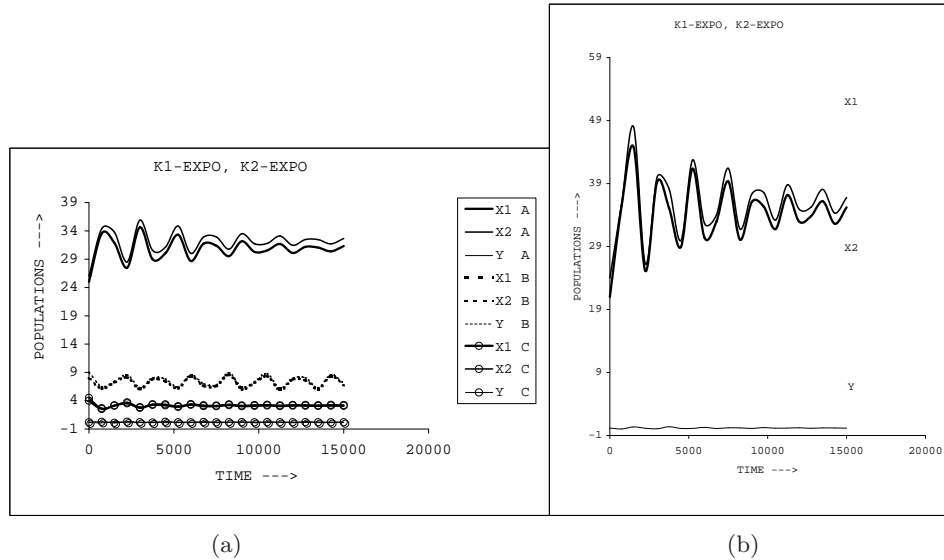 K1-EXPO, K2-EXPO
39
34
29
24
19
14
9
4
-1
POPULATIONS --->
0 5000 10000 15000 20000
TIME --->
X1 A
X2 A
Y A
X1 B
X2 B
Y B
X1 C
X2 C
Y C
(a)
K1-EXPO, K2-EXPO
59
49
39
29
19
9
-1
POPULATIONS --->
X1
X2
Y
0 5000 10000 15000 20000
TIME --->
(b)